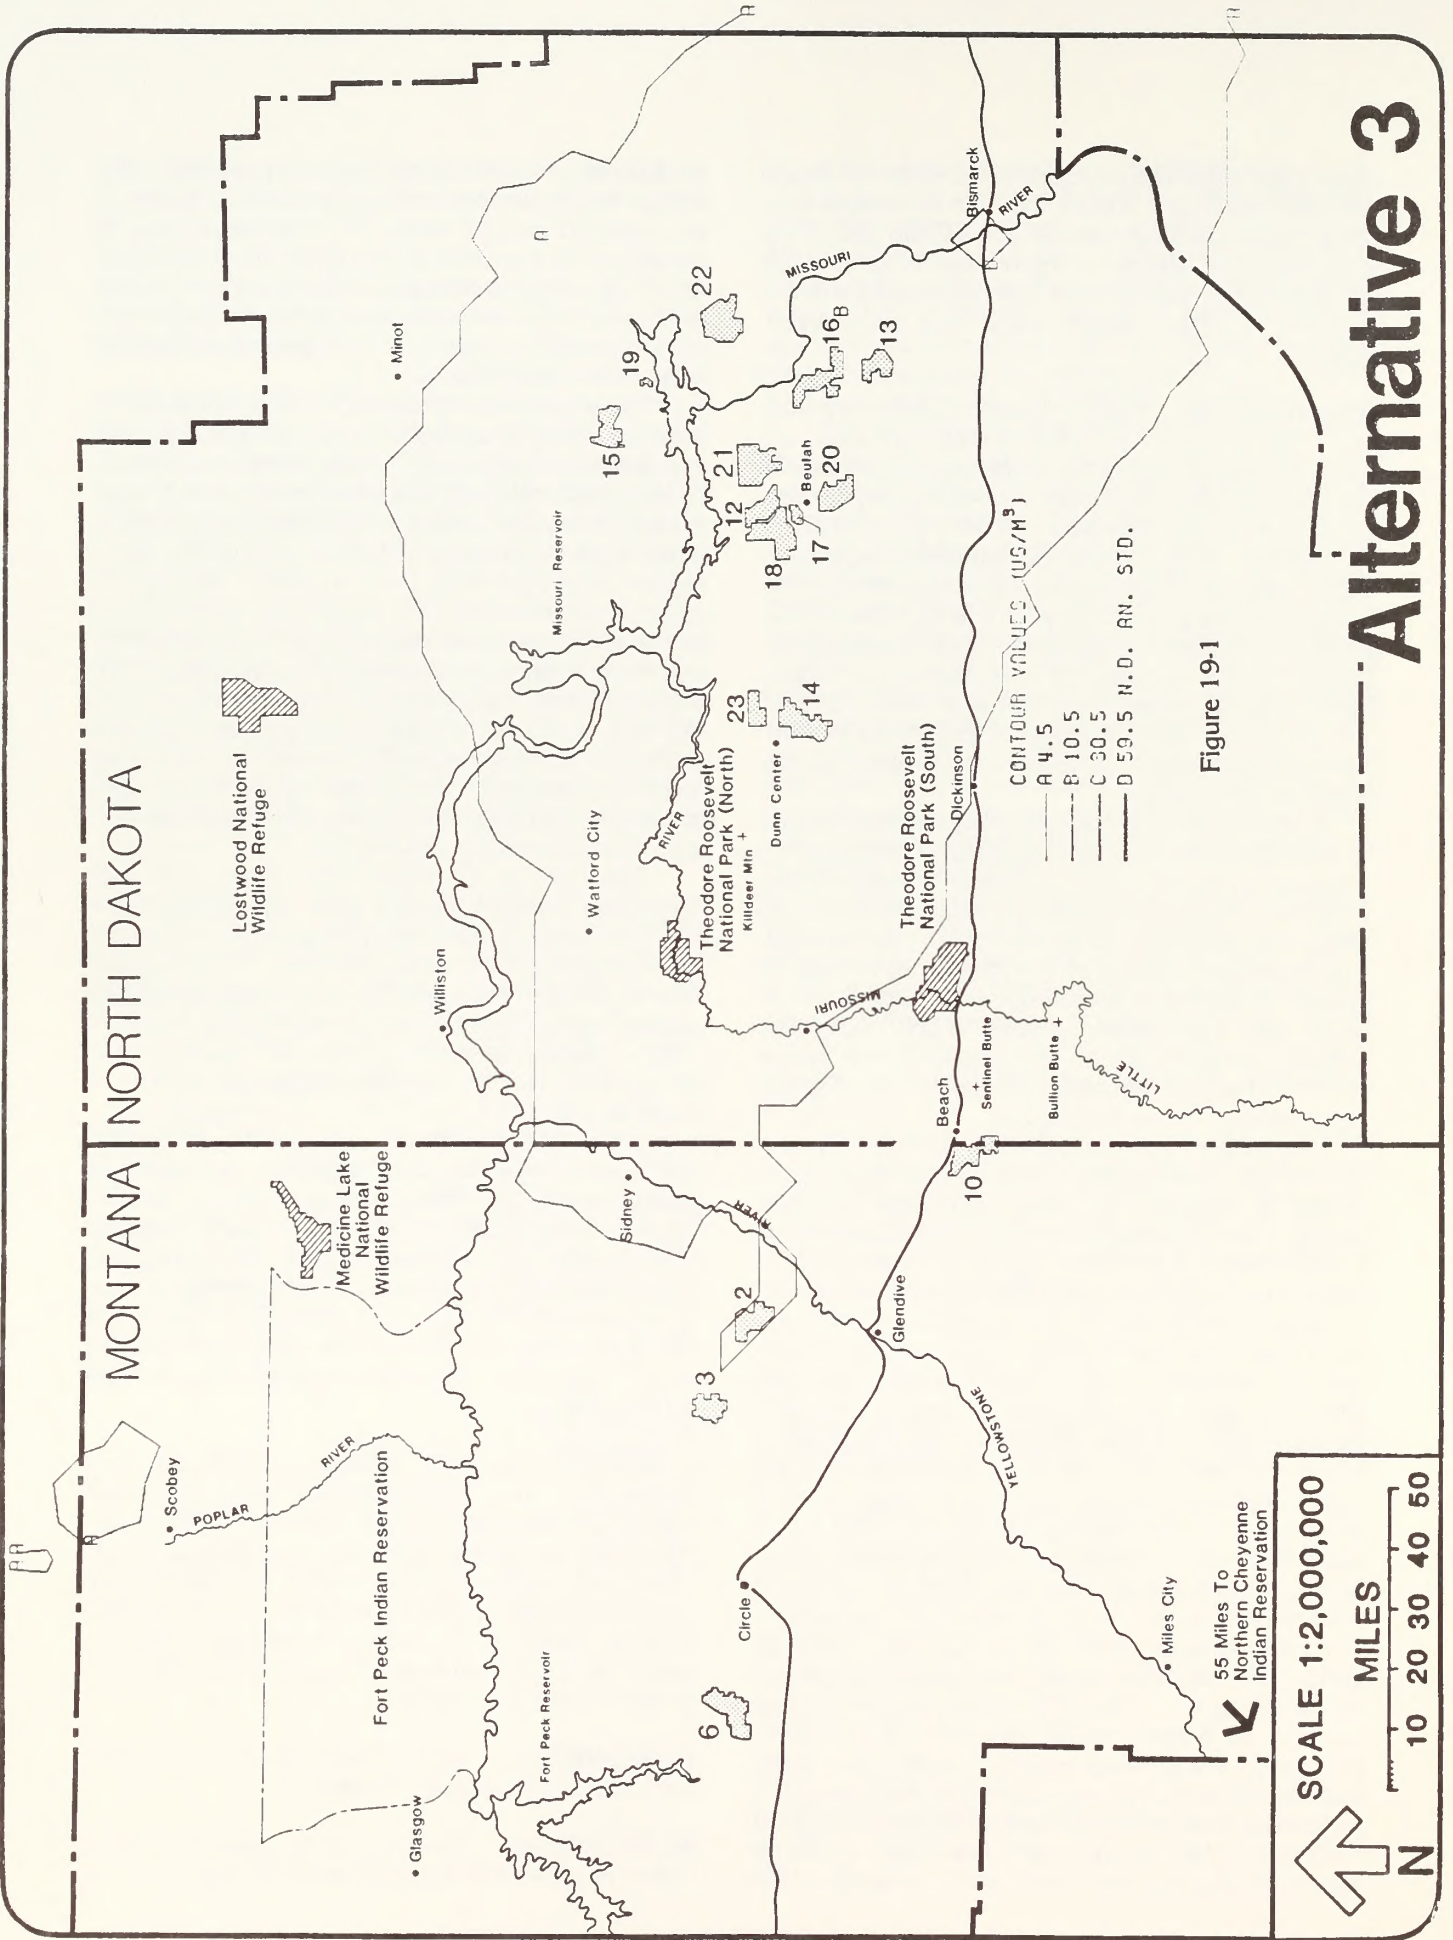 MONTANA
NORTH DAKOTA
Scobey
POPLAR
RIVER
Fort Peck Indian Reservation
Glasgow
Fort Peck Reservoir
Medicine Lake
National
Wildlife Refuge
Lostwood National
Wildlife Refuge
Minot
Williston
Missouri Reservoir
Watford City
Sidney
RIVER
RIVER
Theodore Roosevelt
National Park (North)
Killdeer Mtn +
Dunn Center
23
14
15
19
22
21
12
18
17
Beulah
20
16
B
13
MISSOURI
Bismarck
RIVER
B
6
Circle
3
2
Glendive
YELLOWSTONE
Miles City
10
Beach
+
Sentinel Butte
Bullion Butte +
LITTLE
MISSOURI
Theodore Roosevelt
National Park (South)
Dickinson
A
A
A
A
A A
CONTOUR VALUES (UG/M³)
A 4.5
B 10.5
C 30.5
D 59.5 N.D. AN. STD.
Figure 19-1
55 Miles To
Northern Cheyenne
Indian Reservation
SCALE 1:2,000,000
MILES
10 20 30 40 50
N
Alternative 3